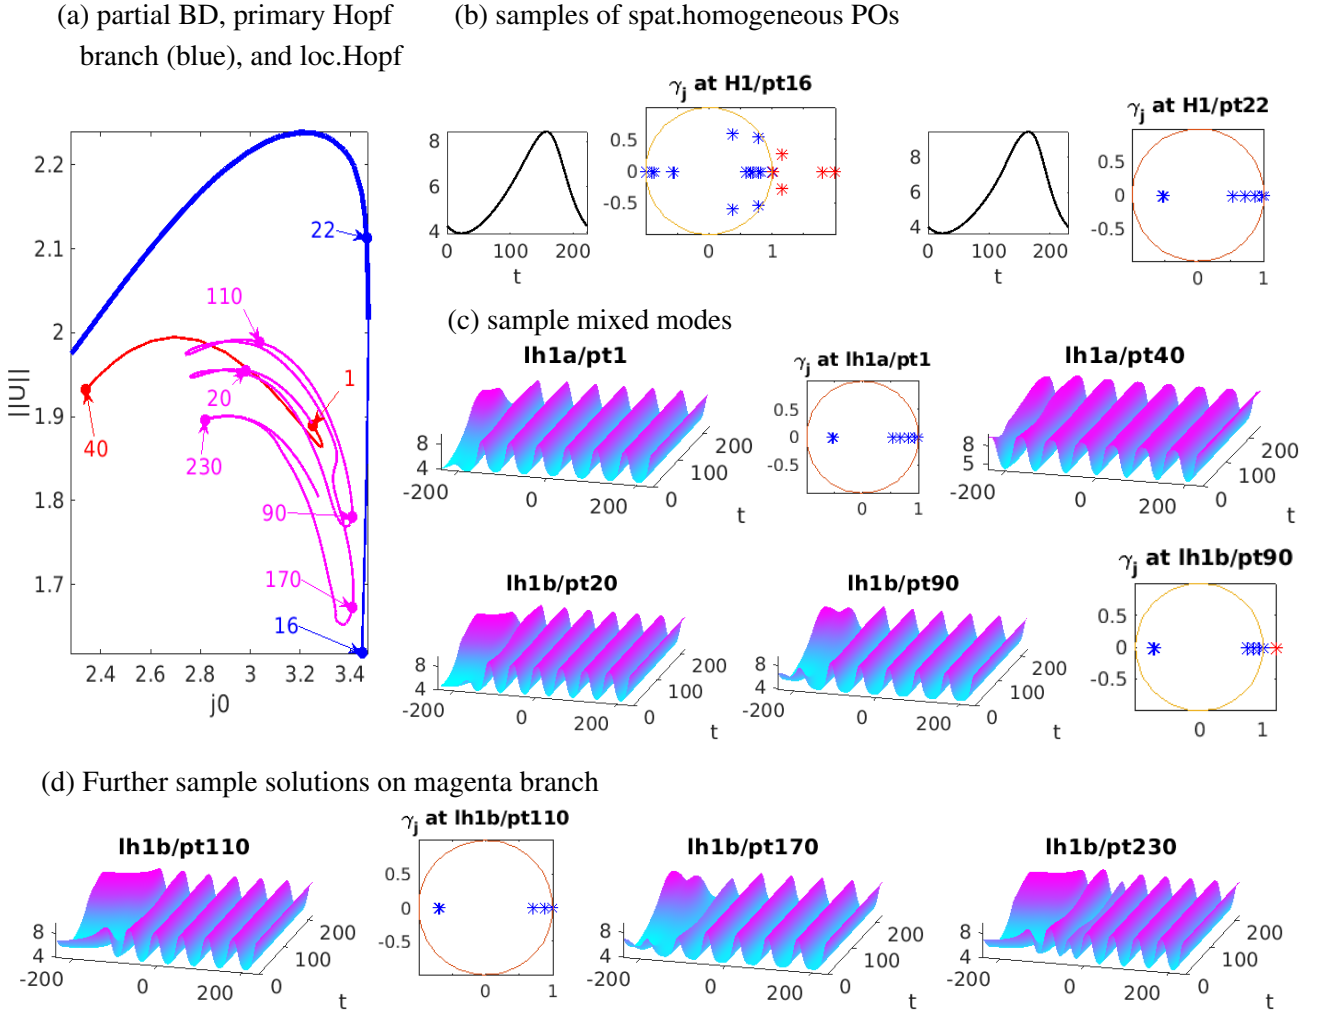 (a) partial BD, primary Hopf
branch (blue), and loc.Hopf
(b) samples of spat.homogeneous POs
2.2
2.1
2
1.9
1.8
1.7
||U||
2.4 2.6 2.8 3 3.2 3.4
j0
22
110
1
20
40
230
90
170
16
8
6
4
0 100 200
t
γj at H1/pt16
0.5
0
-0.5
0 1
8
6
4
0 100 200
t
γj at H1/pt22
0.5
0
-0.5
0 1
(c) sample mixed modes
lh1a/pt1
8
4
-200 0 200
0 100 200
t
γj at lh1a/pt1
0.5
0
-0.5
0 1
lh1a/pt40
8
5
-200 0 200
0 100 200
t
lh1b/pt20
8
4
-200 0 200
0 100 200
t
lh1b/pt90
8
4
-200 0 200
0 100 200
t
γj at lh1b/pt90
0.5
0
-0.5
0 1
(d) Further sample solutions on magenta branch
lh1b/pt110
8
4
-200 0 200
0 100 200
t
γj at lh1b/pt110
0.5
0
-0.5
0 1
lh1b/pt170
8
4
-200 0 200
0 100 200
t
lh1b/pt230
8
4
-200 0 200
0 100 200
t